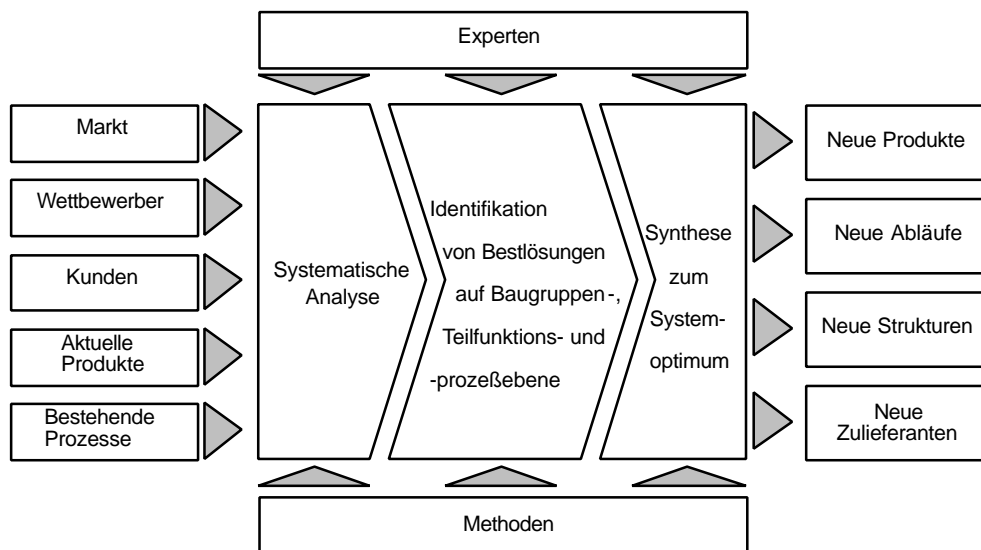 Experten
Markt
Wettbewerber
Kunden
Aktuelle
Produkte
Bestehende
Prozesse
Systematische
Analyse
Identifikation
von Bestlösungen
auf Baugruppen-,
Teilfunktions- und
-prozeßebene
Synthese
zum
System-
optimum
Neue Produkte
Neue Abläufe
Neue Strukturen
Neue
Zulieferanten
Methoden